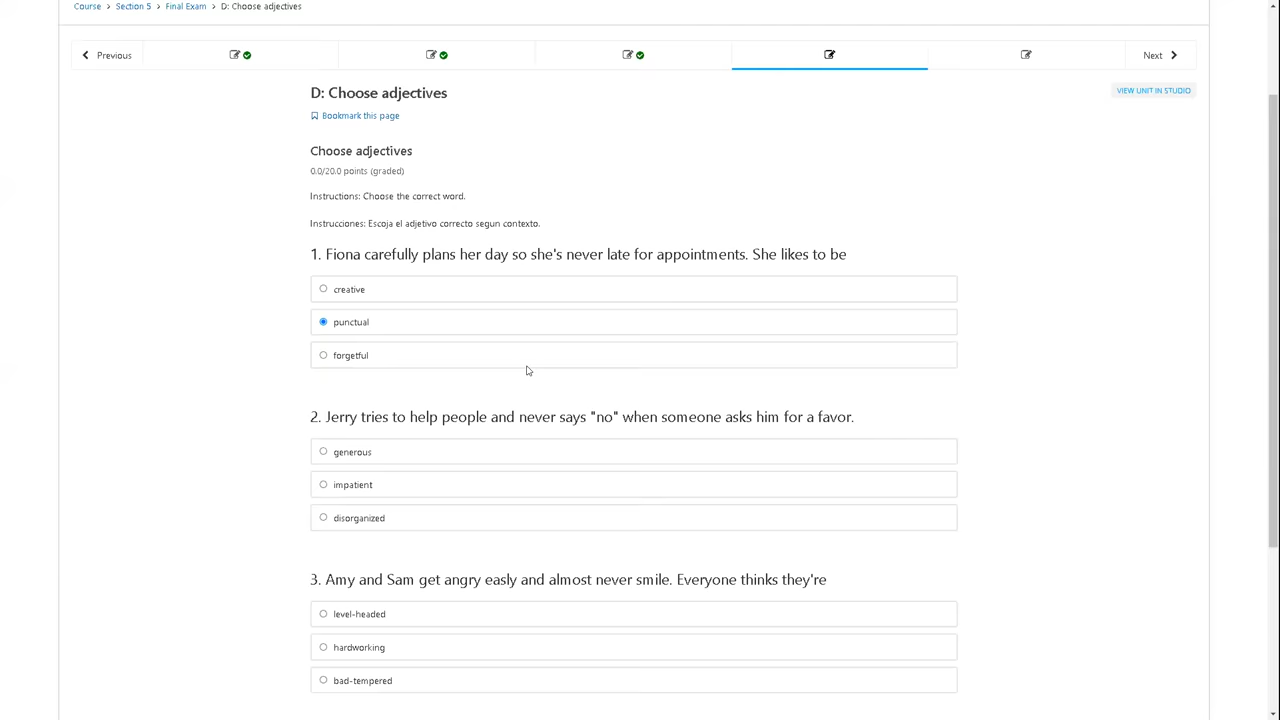 Course > Section 5 > Final Exam > D: Choose adjectives
Previous
Next
D: Choose adjectives
VIEW UNIT IN STUDIO
Bookmark this page
Choose adjectives
0.0/20.0 points (graded)
Instructions: Choose the correct word.
Instrucciones: Escoja el adjetivo correcto segun contexto.
1. Fiona carefully plans her day so she's never late for appointments. She likes to be
creative
punctual
forgetful
2. Jerry tries to help people and never says "no" when someone asks him for a favor.
generous
impatient
disorganized
3. Amy and Sam get angry easly and almost never smile. Everyone thinks they're
level-headed
hardworking
bad-tempered